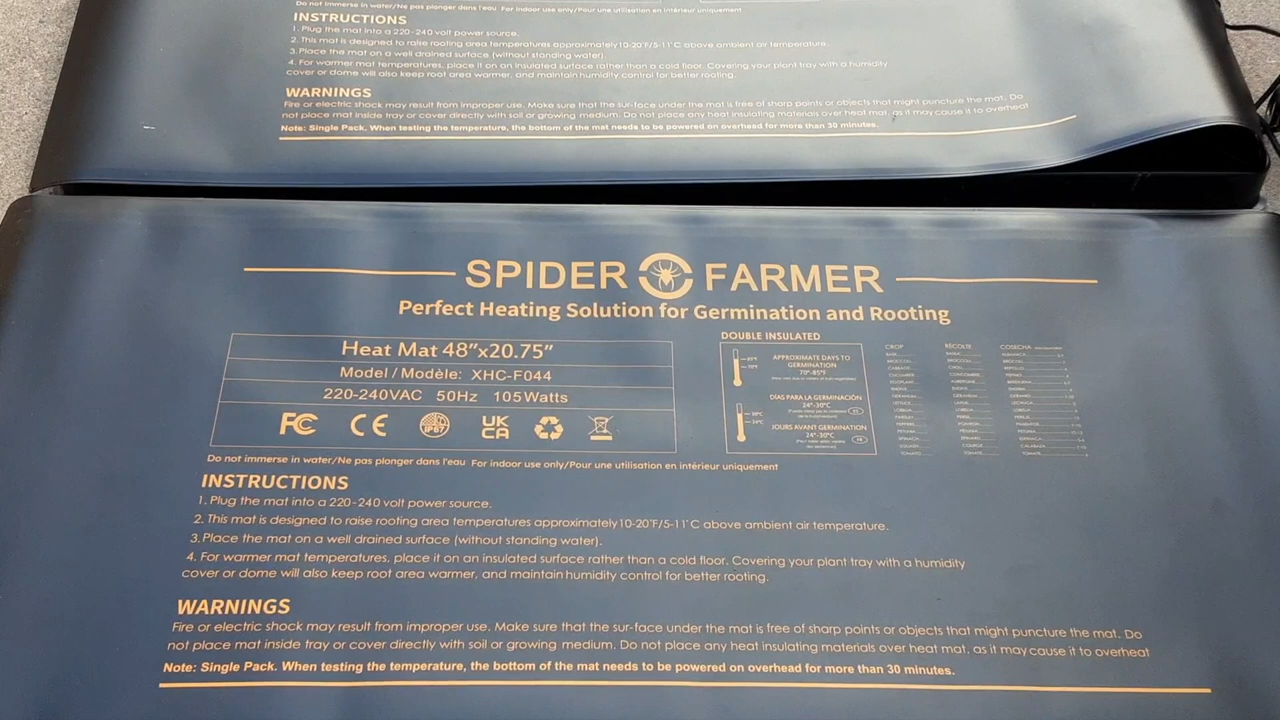 Do not immerse in water/Ne pas plonger dans l'eau For indoor use only/Pour une utilisation en intérieur uniquement
INSTRUCTIONS
1. Plug the mat into a 220-240 volt power source.
2. This mat is designed to raise rooting area temperatures approximately 10-20°F/5-11°C above ambient air temperature.
3. Place the mat on a well drained surface (without standing water).
4. For warmer mat temperatures, place it on an insulated surface rather than a cold floor. Covering your plant tray with a humidity
cover or dome will also keep root area warmer, and maintain humidity control for better rooting.
WARNINGS
Fire or electric shock may result from improper use. Make sure that the sur-face under the mat is free of sharp points or objects that might puncture the mat. Do
not place mat inside tray or cover directly with soil or growing medium. Do not place any heat insulating materials over heat mat, as it may cause it to overheat
Note: Single Pack. When testing the temperature, the bottom of the mat needs to be powered on overhead for more than 30 minutes.
SPIDER FARMER
Perfect Heating Solution for Germination and Rooting
Heat Mat 48”x20.75”
Model/Modèle: XHC-F044
220-240VAC 50Hz 105Watts
FC CE IP67 UK CA
DOUBLE INSULATED
APPROXIMATE DAYS TO
GERMINATION
70°-85°F
DÍAS PARA LA GERMINACIÓN
24°-30°C
JOURS AVANT GERMINATION
24°-30°C
CROP RÉCOLTE COSECHA
Do not immerse in water/Ne pas plonger dans l'eau For indoor use only/Pour une utilisation en intérieur uniquement
INSTRUCTIONS
1. Plug the mat into a 220-240 volt power source.
2. This mat is designed to raise rooting area temperatures approximately 10-20°F/5-11°C above ambient air temperature.
3. Place the mat on a well drained surface (without standing water).
4. For warmer mat temperatures, place it on an insulated surface rather than a cold floor. Covering your plant tray with a humidity
cover or dome will also keep root area warmer, and maintain humidity control for better rooting.
WARNINGS
Fire or electric shock may result from improper use. Make sure that the sur-face under the mat is free of sharp points or objects that might puncture the mat. Do
not place mat inside tray or cover directly with soil or growing medium. Do not place any heat insulating materials over heat mat, as it may cause it to overheat
Note: Single Pack. When testing the temperature, the bottom of the mat needs to be powered on overhead for more than 30 minutes.